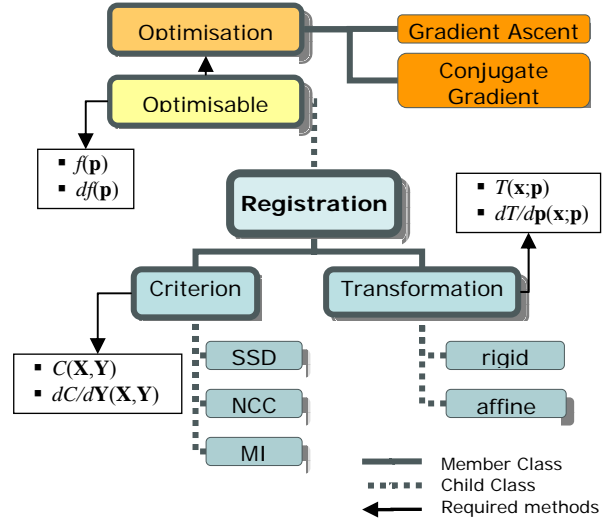 Optimisation
Gradient Ascent
Conjugate
Gradient
Optimisable
▪ f(p)
▪ df(p)
▪ T(x;p)
▪ dT/dp(x;p)
Registration
Criterion
Transformation
▪ C(X,Y)
▪ dC/dY(X,Y)
SSD
rigid
NCC
affine
MI
Member Class
Child Class
Required methods